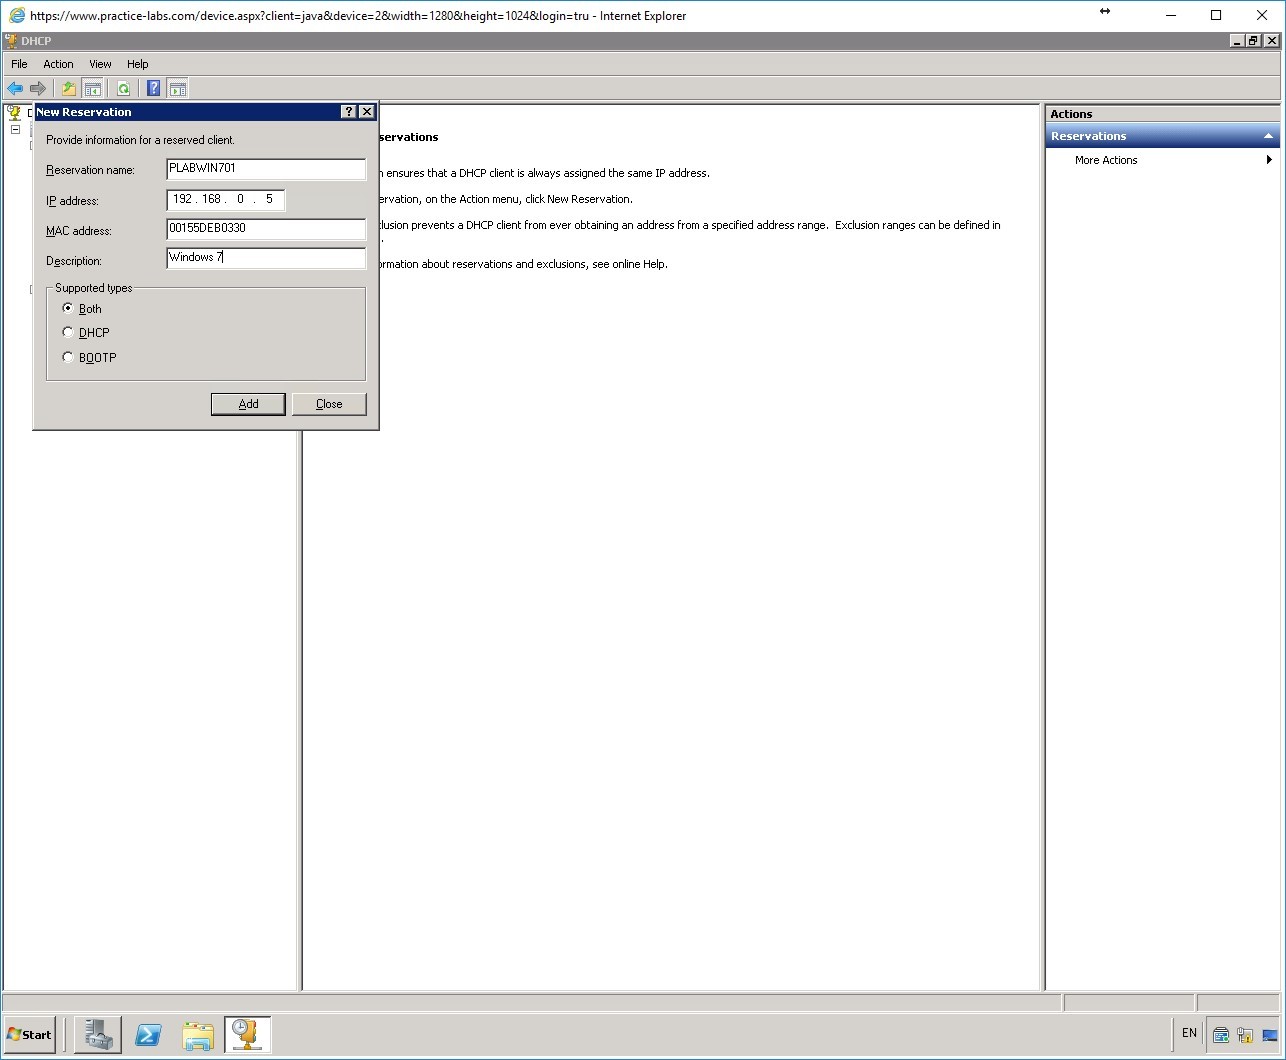 https://www.practice-labs.com/device.aspx?client=java&device=2&width=1280&height=1024&login=tru - Internet Explorer
DHCP
File Action View Help
New Reservation
Provide information for a reserved client.
Reservation name: PLABWIN701
IP address: 192 . 168 . 0 . 5
MAC address: 00155DEB0330
Description: Windows 7
Supported types
Both
DHCP
BOOTP
Add Close
servations
n ensures that a DHCP client is always assigned the same IP address.
ervation, on the Action menu, click New Reservation.
lusion prevents a DHCP client from ever obtaining an address from a specified address range. Exclusion ranges can be defined in
.
ormation about reservations and exclusions, see online Help.
Actions
Reservations
More Actions
Start
EN